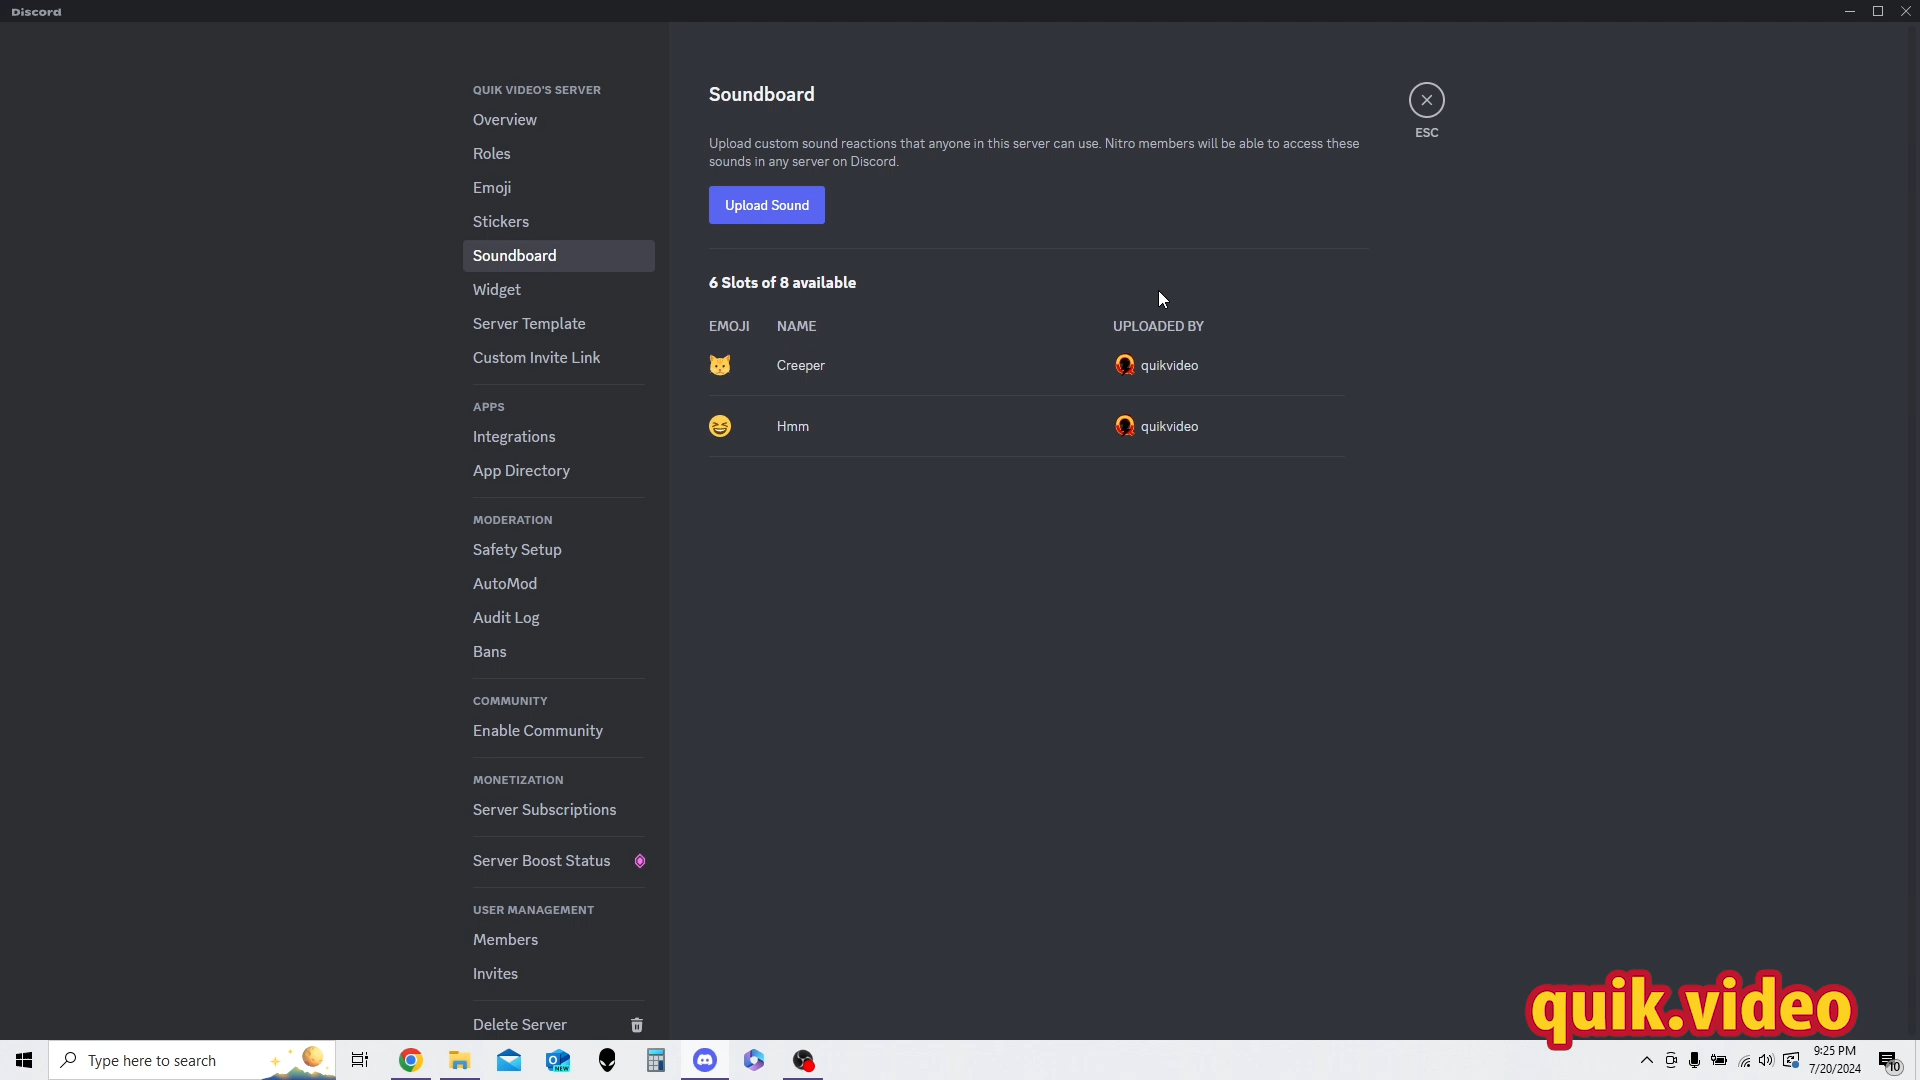 Discord
QUIK VIDEO'S SERVER
Overview
Roles
Emoji
Stickers
Soundboard
Widget
Server Template
Custom Invite Link
APPS
Integrations
App Directory
MODERATION
Safety Setup
AutoMod
Audit Log
Bans
COMMUNITY
Enable Community
MONETIZATION
Server Subscriptions
Server Boost Status
USER MANAGEMENT
Members
Invites
Delete Server
Soundboard
Upload custom sound reactions that anyone in this server can use. Nitro members will be able to access these
sounds in any server on Discord.
Upload Sound
6 Slots of 8 available
EMOJI NAME UPLOADED BY
Creeper quikvideo
Hmm quikvideo
ESC
quik.video
Type here to search
NEW
9:25 PM
7/20/2024
10